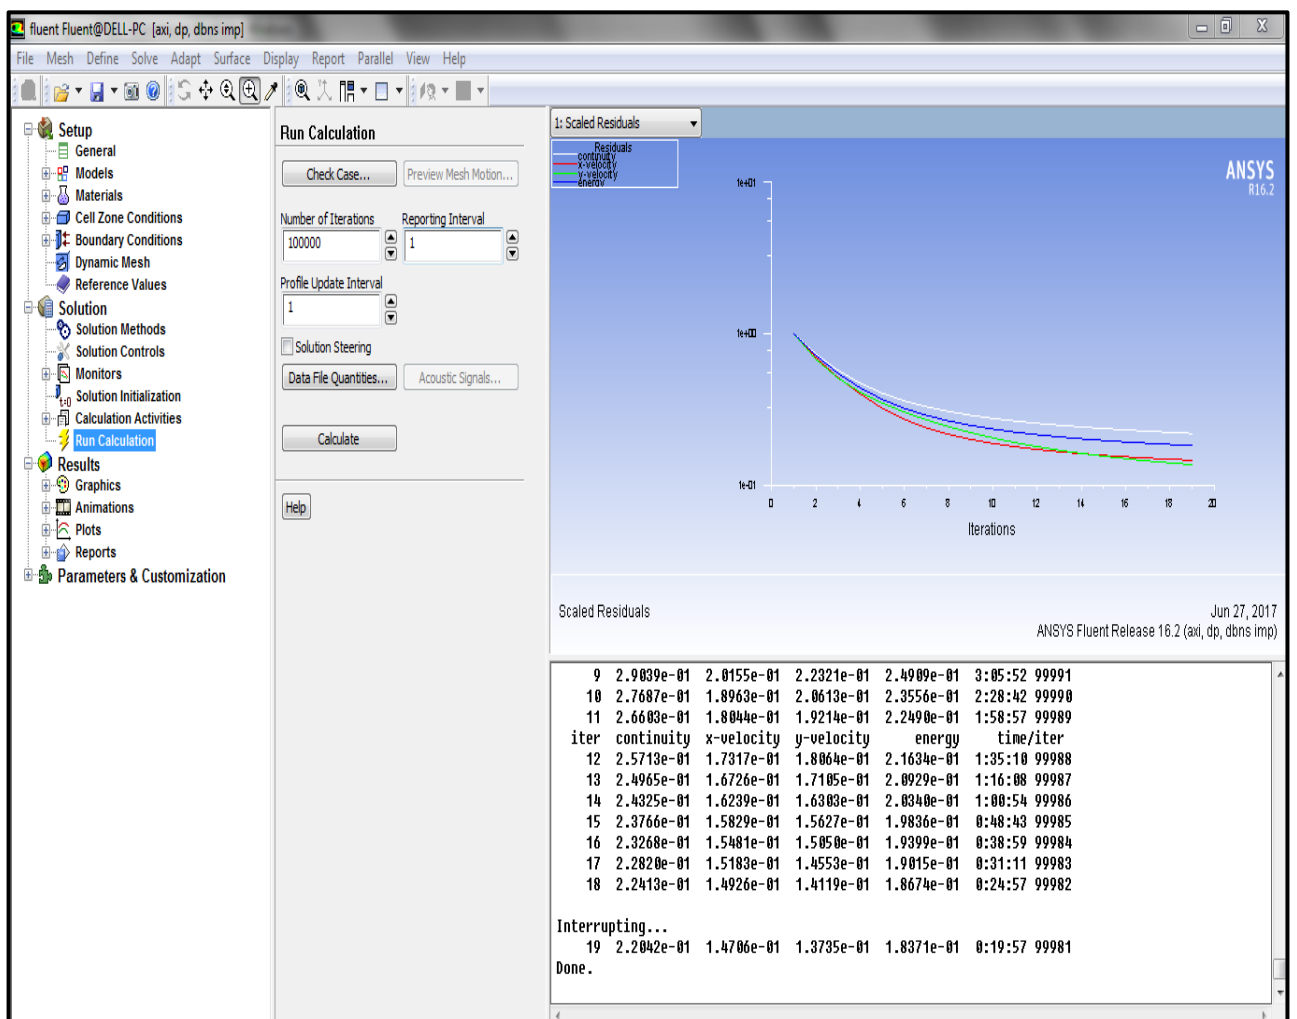 fluent Fluent@DELL-PC [axi, dp, dbns imp]
File Mesh Define Solve Adapt Surface Display Report Parallel View Help
Setup
General
Models
Materials
Cell Zone Conditions
Boundary Conditions
Dynamic Mesh
Reference Values
Solution
Solution Methods
Solution Controls
Monitors
t=0 Solution Initialization
Calculation Activities
Run Calculation
Results
Graphics
Animations
Plots
Reports
Parameters & Customization
Run Calculation
Check Case... Preview Mesh Motion...
Number of Iterations Reporting Interval
100000 1
Profile Update Interval
1
Solution Steering
Data File Quantities... Acoustic Signals...
Calculate
Help
1: Scaled Residuals
Residuals
continuity
x-velocity
y-velocity
energy
ANSYS
R16.2
1e+01
1e+00
1e-01
0 2 4 6 8 10 12 14 16 18 20
Iterations
Scaled Residuals
Jun 27, 2017
ANSYS Fluent Release 16.2 (axi, dp, dbns imp)
9 2.9039e-01 2.0155e-01 2.2321e-01 2.4909e-01 3:05:52 99991
10 2.7687e-01 1.8963e-01 2.0613e-01 2.3556e-01 2:28:42 99990
11 2.6603e-01 1.8044e-01 1.9214e-01 2.2490e-01 1:58:57 99989
iter continuity x-velocity y-velocity energy time/iter
12 2.5713e-01 1.7317e-01 1.8064e-01 2.1634e-01 1:35:10 99988
13 2.4965e-01 1.6726e-01 1.7105e-01 2.0929e-01 1:16:08 99987
14 2.4325e-01 1.6239e-01 1.6303e-01 2.0340e-01 1:00:54 99986
15 2.3766e-01 1.5829e-01 1.5627e-01 1.9836e-01 0:48:43 99985
16 2.3268e-01 1.5481e-01 1.5050e-01 1.9399e-01 0:38:59 99984
17 2.2820e-01 1.5183e-01 1.4553e-01 1.9015e-01 0:31:11 99983
18 2.2413e-01 1.4926e-01 1.4119e-01 1.8674e-01 0:24:57 99982
Interrupting...
19 2.2042e-01 1.4706e-01 1.3735e-01 1.8371e-01 0:19:57 99981
Done.